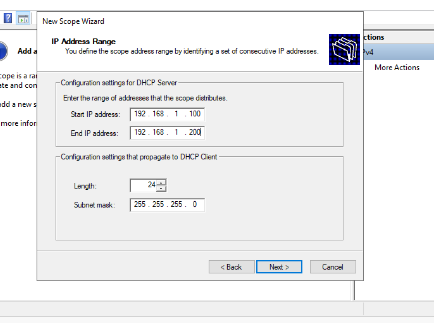 New Scope Wizard
IP Address Range
You define the scope address range by identifying a set of consecutive IP addresses.
Configuration settings for DHCP Server
Enter the range of addresses that the scope distributes.
Start IP address: 192 . 168 . 1 . 100
End IP address: 192 . 168 . 1 . 200
Configuration settings that propagate to DHCP Client
Length: 24
Subnet mask: 255 . 255 . 255 . 0
< Back
Next >
Cancel
Add a
cope is a ra
ate and con
dd a new s
more infor
ctions
Pv4
More Actions